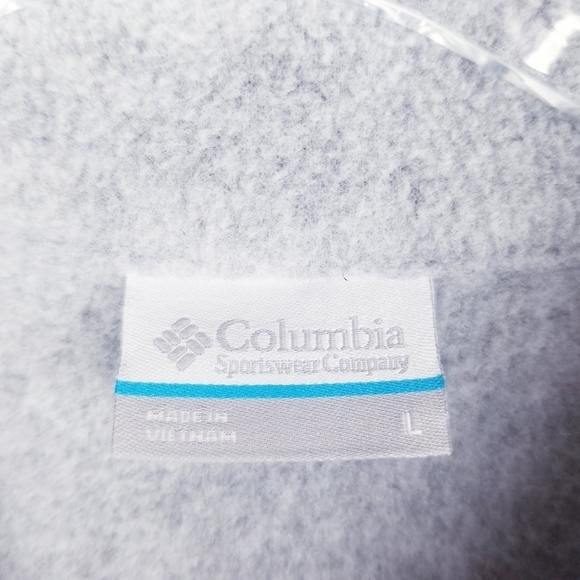 Columbia
Sportswear Company
MADE IN
VIETNAM
L